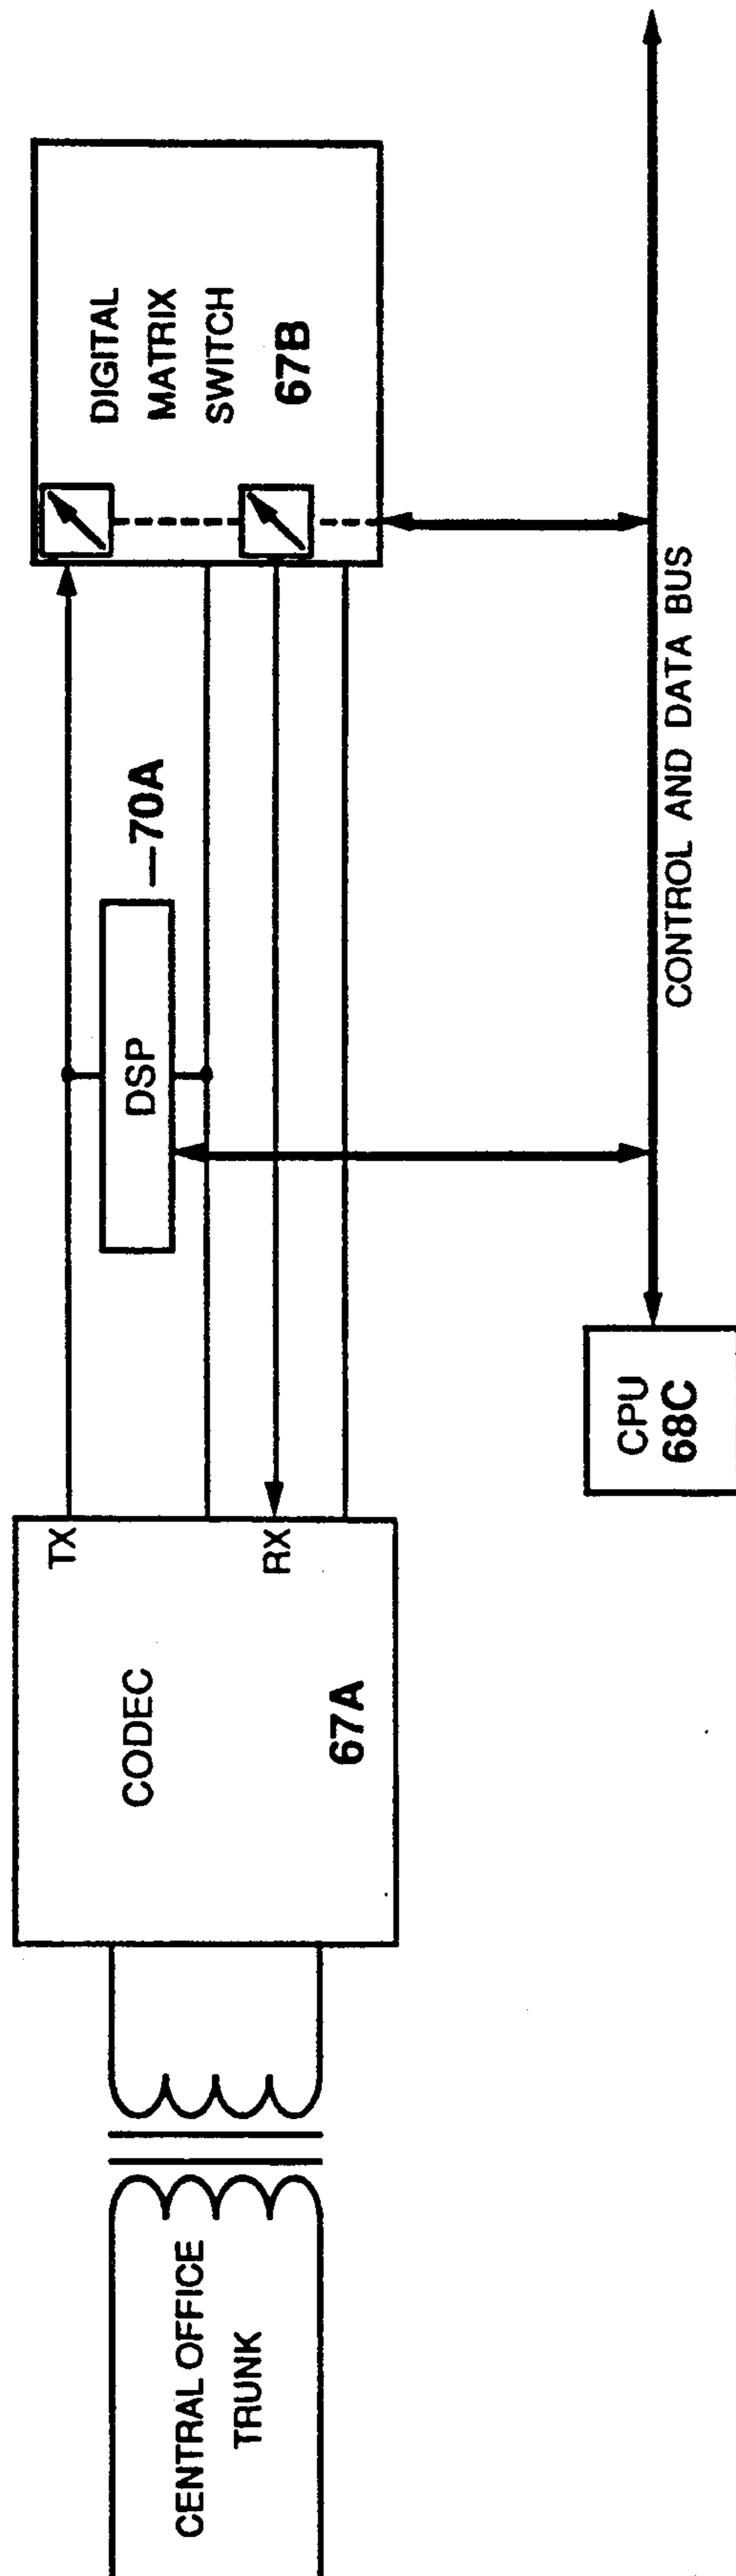 CENTRAL OFFICE
TRUNK
CODEC
67A
TX
RX
DSP
—70A
DIGITAL
MATRIX
SWITCH
67B
CPU
68C
CONTROL AND DATA BUS